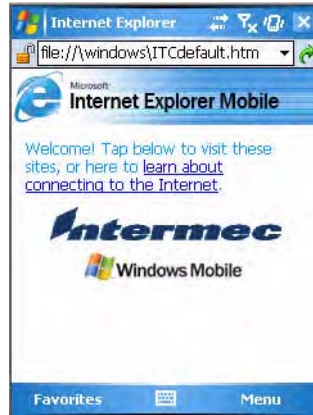 Internet Explorer
file://\windows\ITCdefault.htm
Microsoft
Internet Explorer Mobile
Welcome! Tap below to visit these
sites, or here to learn about
connecting to the Internet.
Intermec
Windows Mobile
Favorites Menu